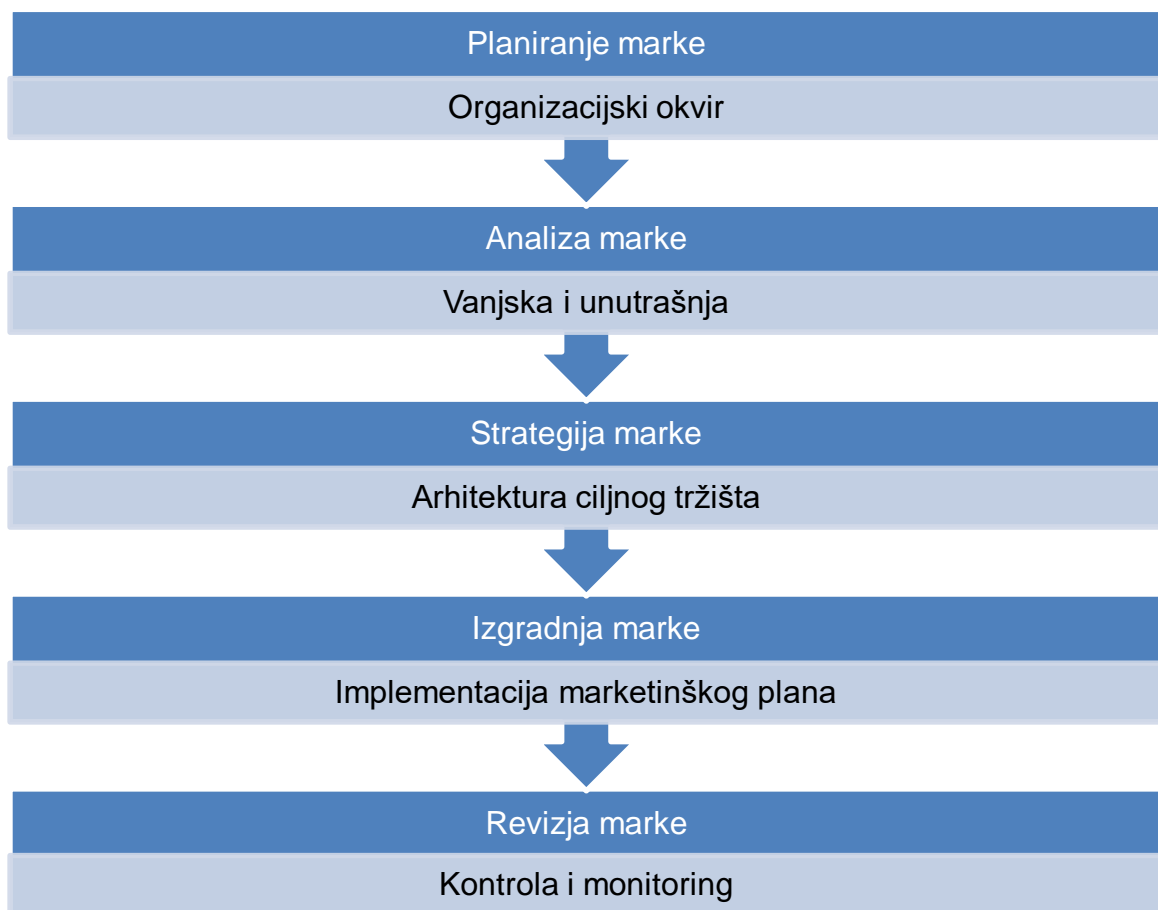 Planiranje marke
Organizacijski okvir
Analiza marke
Vanjska i unutrašnja
Strategija marke
Arhitektura ciljnog tržišta
Izgradnja marke
Implementacija marketinškog plana
Revizja marke
Kontrola i monitoring